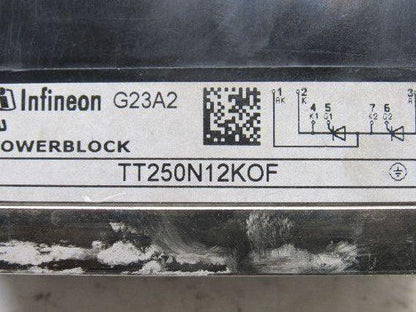 Infineon G23A2
1 2 3
AK K
4 5 7 6
K1 G1 K2 G2
OWERBLOCK
TT250N12KOF